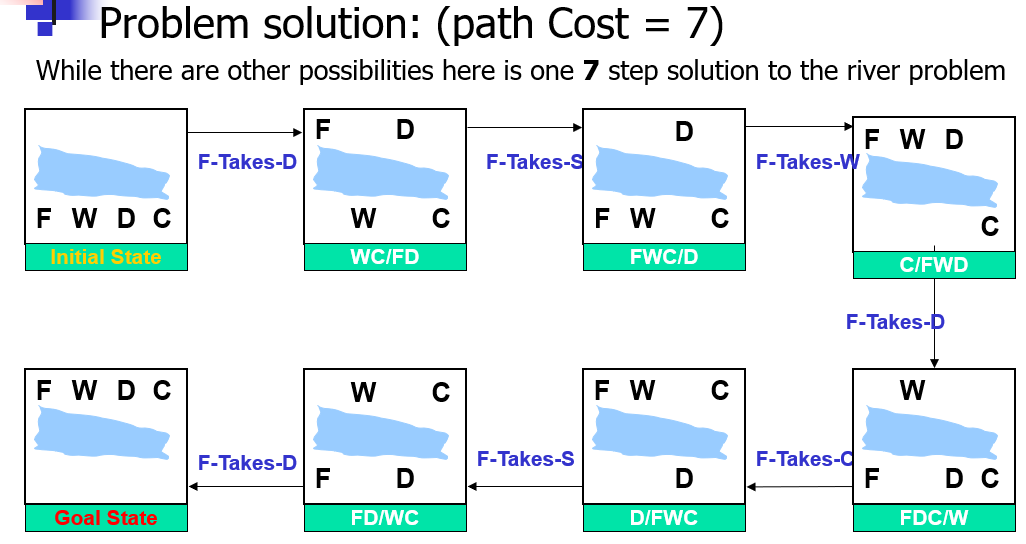 Problem solution: (path Cost = 7)
While there are other possibilities here is one 7 step solution to the river problem
F W D C
Initial State
F-Takes-D
F D
W C
WC/FD
F-Takes-S
D
F W C
FWC/D
F-Takes-W
F W D
C
C/FWD
F-Takes-D
W
F D C
FDC/W
F-Takes-C
F W C
D
D/FWC
F-Takes-S
W C
F D
FD/WC
F-Takes-D
F W D C
Goal State